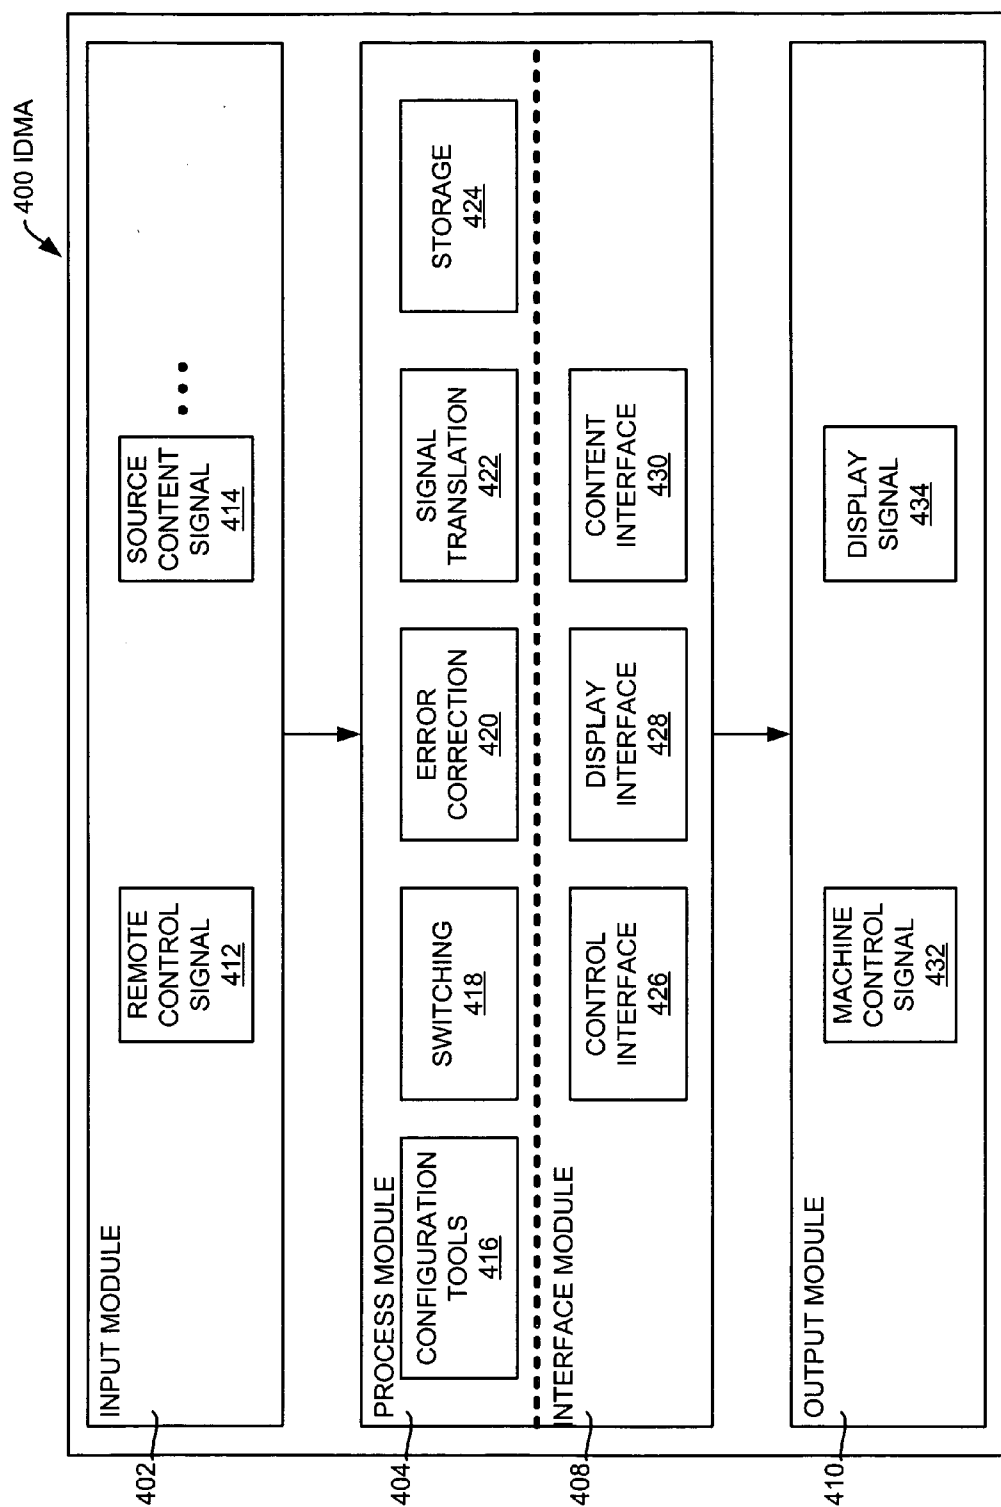 400 IDMA
INPUT MODULE
REMOTE
CONTROL
SIGNAL
412
SOURCE
CONTENT
SIGNAL
414
402
PROCESS MODULE
CONFIGURATION
TOOLS
416
SWITCHING
418
ERROR
CORRECTION
420
SIGNAL
TRANSLATION
422
STORAGE
424
404
INTERFACE MODULE
CONTROL
INTERFACE
426
DISPLAY
INTERFACE
428
CONTENT
INTERFACE
430
408
OUTPUT MODULE
MACHINE
CONTROL
SIGNAL
432
DISPLAY
SIGNAL
434
410